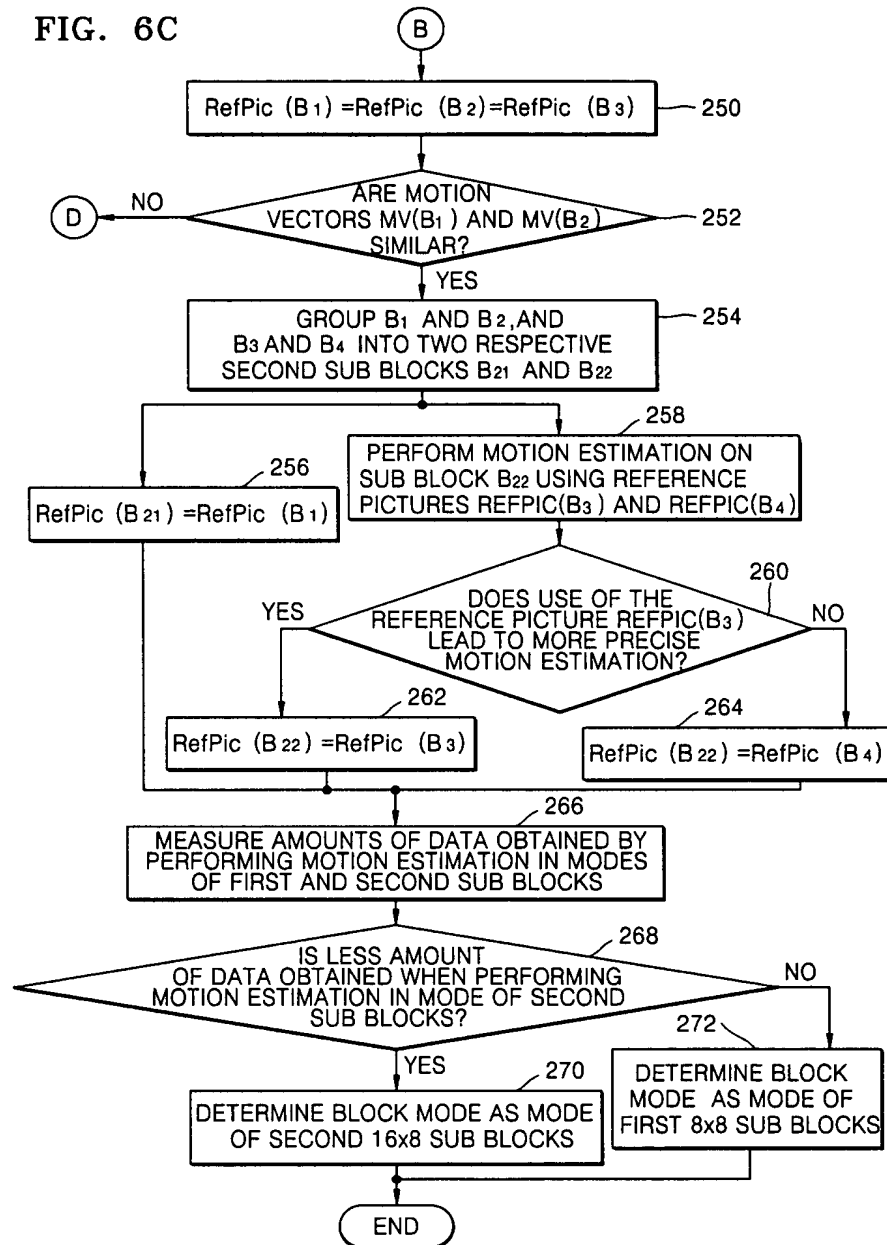 FIG. 6C
B
RefPic (B1) =RefPic (B2)=RefPic (B3)
250
ARE MOTION
VECTORS MV(B1) AND MV(B2)
SIMILAR?
252
NO
D
YES
GROUP B1 AND B2, AND
B3 AND B4 INTO TWO RESPECTIVE
SECOND SUB BLOCKS B21 AND B22
254
256
RefPic (B21) =RefPic (B1)
258
PERFORM MOTION ESTIMATION ON
SUB BLOCK B22 USING REFERENCE
PICTURES REFPIC(B3) AND REFPIC(B4)
260
DOES USE OF THE
REFERENCE PICTURE REFPIC(B3)
LEAD TO MORE PRECISE
MOTION ESTIMATION?
YES
NO
262
RefPic (B22) =RefPic (B3)
264
RefPic (B22) =RefPic (B4)
266
MEASURE AMOUNTS OF DATA OBTAINED BY
PERFORMING MOTION ESTIMATION IN MODES
OF FIRST AND SECOND SUB BLOCKS
268
IS LESS AMOUNT
OF DATA OBTAINED WHEN PERFORMING
MOTION ESTIMATION IN MODE OF SECOND
SUB BLOCKS?
NO
YES
270
DETERMINE BLOCK MODE AS MODE
OF SECOND 16x8 SUB BLOCKS
272
DETERMINE BLOCK
MODE AS MODE OF
FIRST 8x8 SUB BLOCKS
END